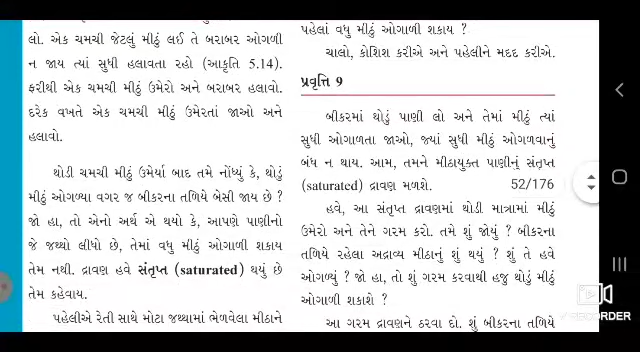 લો. એક ચમચી જેટલું મીઠું લઈ તે બરાબર ઓગળી
ન જાય ત્યાં સુધી હલાવતા રહો (આકૃતિ 5.14).
ફરીથી એક ચમચી મીઠું ઉમેરો અને બરાબર હલાવો.
દરેક વખતે એક ચમચી મીઠું ઉમેરતાં જાઓ અને
હલાવો.
થોડી ચમચી મીઠું ઉમેર્યા બાદ તમે નોંધ્યું કે, થોડું
મીઠું ઓગળ્યા વગર જ બીકરના તળિયે બેસી જાય છે ?
જો હા, તો એનો અર્થ એ થયો કે, આપણે પાણીનો
જે જથ્થો લીધો છે, તેમાં વધુ મીઠું ઓગાળી શકાય
તેમ નથી. દ્રાવણ હવે સંતૃપ્ત (saturated) થયું છે
તેમ કહેવાય.
પહેલીએ રેતી સાથે મોટા જથ્થામાં ભેળવેલા મીઠાને
પહેલાં વધુ મીઠું ઓગાળી શકાય ?
ચાલો, કોશિશ કરીએ અને પહેલીને મદદ કરીએ.
પ્રવૃત્તિ 9
બીકરમાં થોડું પાણી લો અને તેમાં મીઠું ત્યાં
સુધી ઓગાળતા જાઓ, જ્યાં સુધી મીઠું ઓગળવાનું
બંધ ન થાય. આમ, તમને મીઠાયુક્ત પાણીનું સંતૃપ્ત
(saturated) દ્રાવણ મળશે.
52/176
હવે, આ સંતૃપ્ત દ્રાવણમાં થોડી માત્રામાં મીઠું
ઉમેરો અને તેને ગરમ કરો. તમે શું જોયું ? બીકરના
તળિયે રહેલા અદ્રાવ્ય મીઠાનું શું થયું ? શું તે હવે
ઓગળ્યું ? જો હા, તો શું ગરમ કરવાથી હજુ થોડું મીઠું
ઓગાળી શકાશે ?
આ ગરમ દ્રાવણને ઠરવા દો. શું બીકરના તળિયે
RECORDER